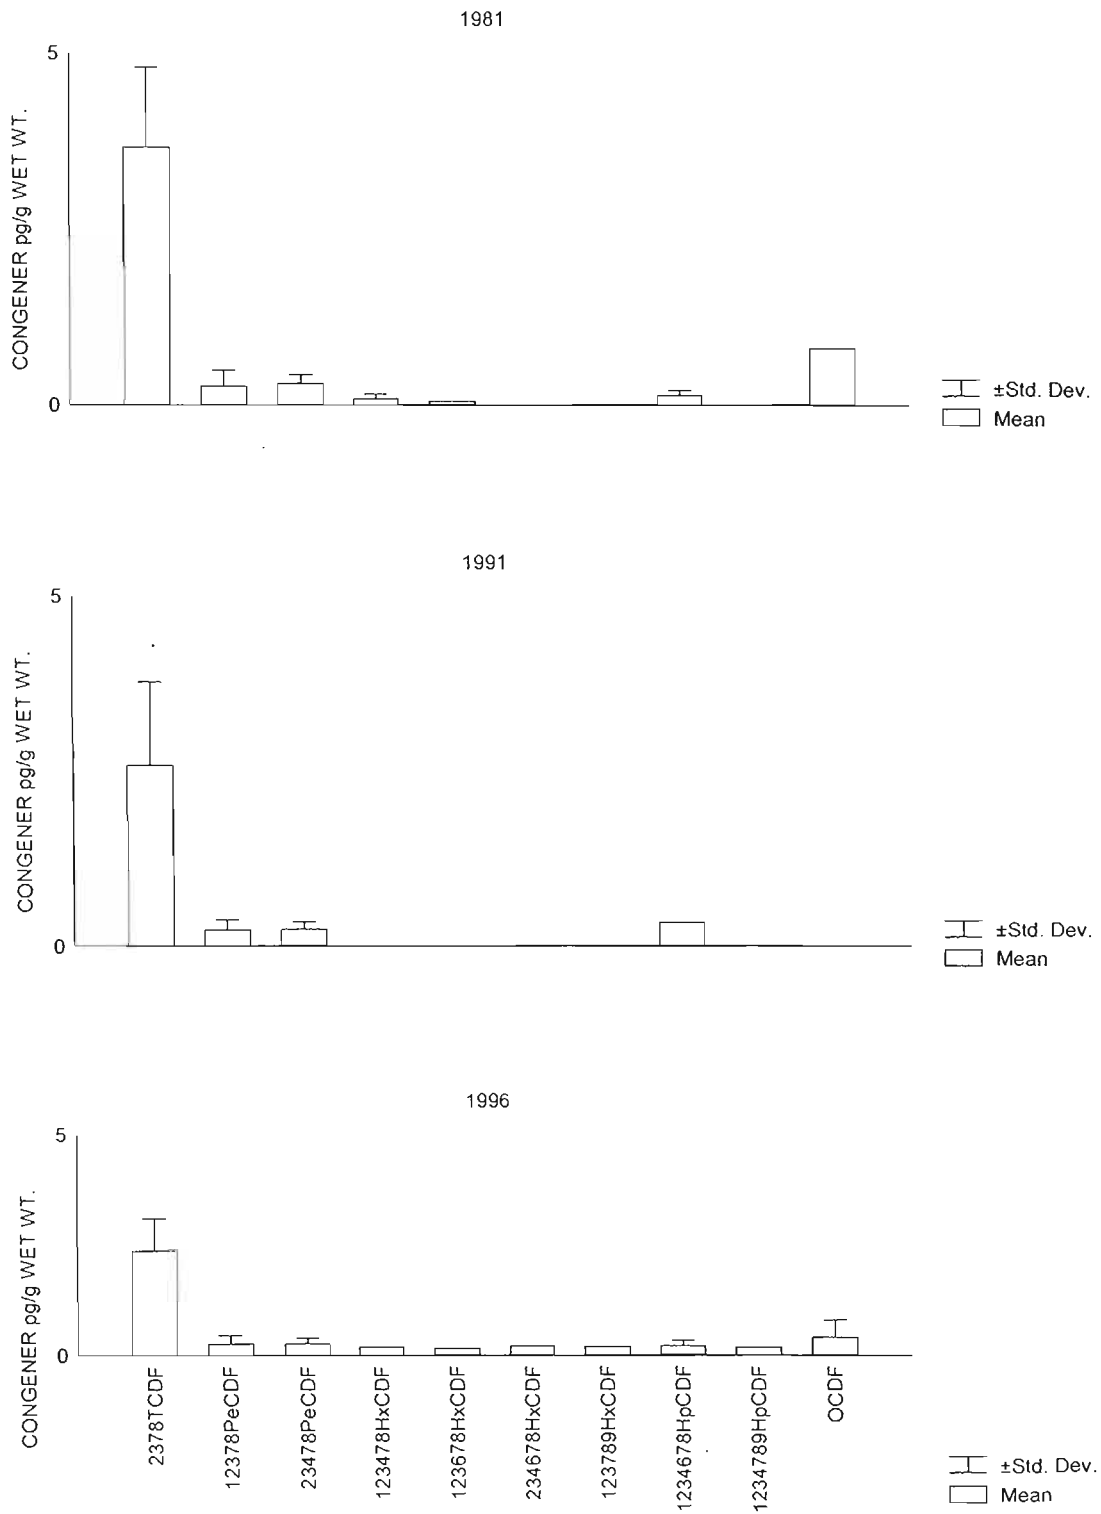 1981
5
CONGENER pg/g WET WT.
0
±Std. Dev.
Mean
1991
5
CONGENER pg/g WET WT.
0
±Std. Dev.
Mean
1996
5
CONGENER pg/g WET WT.
0
2378TCDF
12378PeCDF
23478PeCDF
123478HxCDF
123678HxCDF
234678HxCDF
123789HxCDF
1234678HpCDF
1234789HpCDF
OCDF
±Std. Dev.
Mean